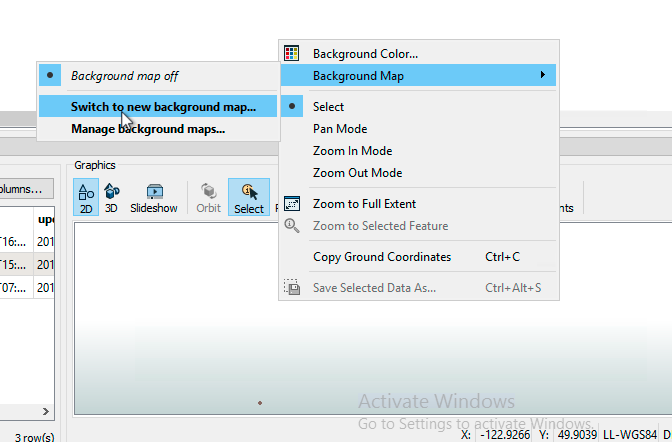 Background Color...
Background map off
Background Map
Switch to new background map...
Select
Manage background maps...
Pan Mode
Zoom In Mode
Graphics
Zoom Out Mode
olumns...
2D
3D
Slideshow
Orbit
Select
Zoom to Full Extent
nts
Zoom to Selected Feature
T16:... 201
T15:... 201
Copy Ground Coordinates Ctrl+C
T07:... 201
Save Selected Data As... Ctrl+Alt+S
Activate Windows
Go to Settings to activate Windows.
3 row(s)
X: -122.9266 Y: 49.9039 LL-WGS84 D